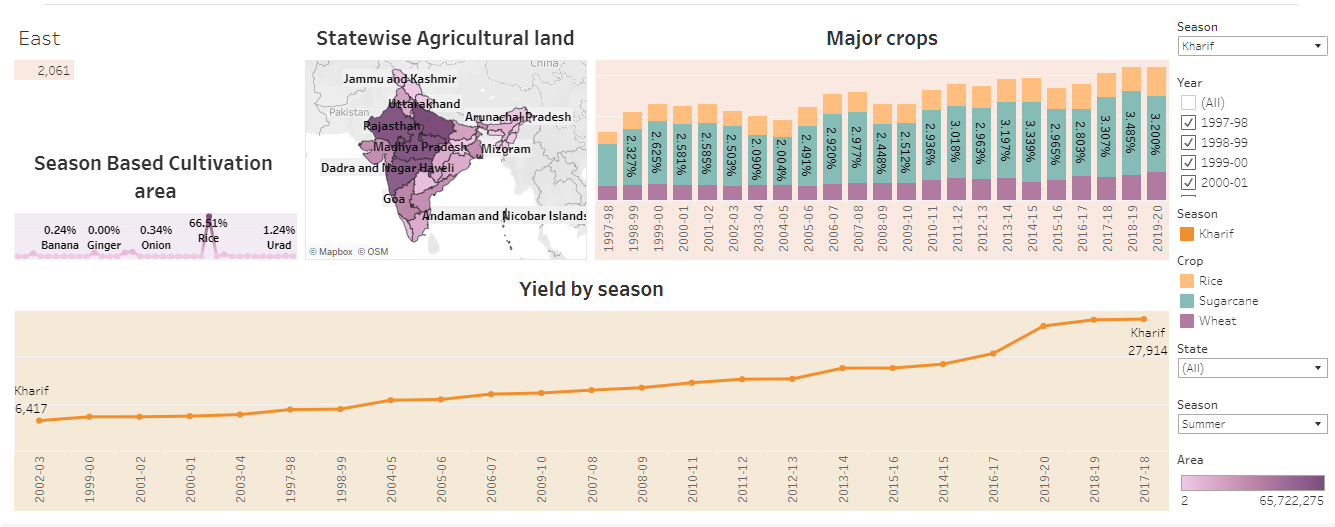 East
2,061
Season Based Cultivation
area
0.24%
Banana
0.00%
Ginger
0.34%
Onion
66.51%
Rice
1.24%
Urad
Statewise Agricultural land
China
Jammu and Kashmir
Uttarakhand
Pakistan
Arunachal Pradesh
Rajasthan
Madhya Pradesh
Mizoram
Dadra and Nagar Haveli
Goa
Andaman and Nicobar Islands
© Mapbox © OSM
Major crops
2.327%
2.625%
2.581%
2.585%
2.503%
2.090%
2.004%
2.491%
2.920%
2.977%
2.448%
2.512%
2.936%
3.018%
2.963%
3.197%
3.339%
2.965%
2.803%
3.307%
3.485%
3.200%
1997-98
1998-99
1999-00
2000-01
2001-02
2002-03
2003-04
2004-05
2005-06
2006-07
2007-08
2008-09
2009-10
2010-11
2011-12
2012-13
2013-14
2014-15
2015-16
2016-17
2017-18
2018-19
2019-20
Yield by season
Kharif
6,417
Kharif
27,914
2002-03
1999-00
2001-02
2000-01
2003-04
1997-98
1998-99
2004-05
2005-06
2006-07
2009-10
2007-08
2008-09
2010-11
2011-12
2012-13
2013-14
2015-16
2014-15
2016-17
2019-20
2018-19
2017-18
Season
Kharif
Year
(All)
1997-98
1998-99
1999-00
2000-01
Season
Kharif
Crop
Rice
Sugarcane
Wheat
State
(All)
Season
Summer
Area
2
65,722,275